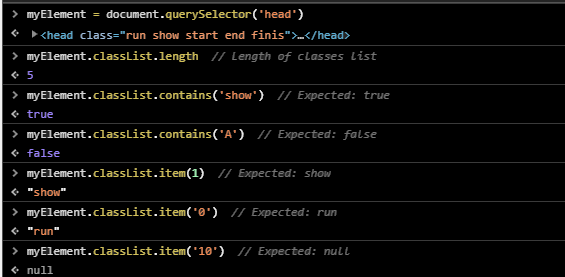 > myElement = document.querySelector('head')
<head class="run show start end finis">…</head>
> myElement.classList.length // Length of classes list
5
> myElement.classList.contains('show') // Expected: true
true
> myElement.classList.contains('A') // Expected: false
false
> myElement.classList.item(1) // Expected: show
"show"
> myElement.classList.item('0') // Expected: run
"run"
> myElement.classList.item('10') // Expected: null
null